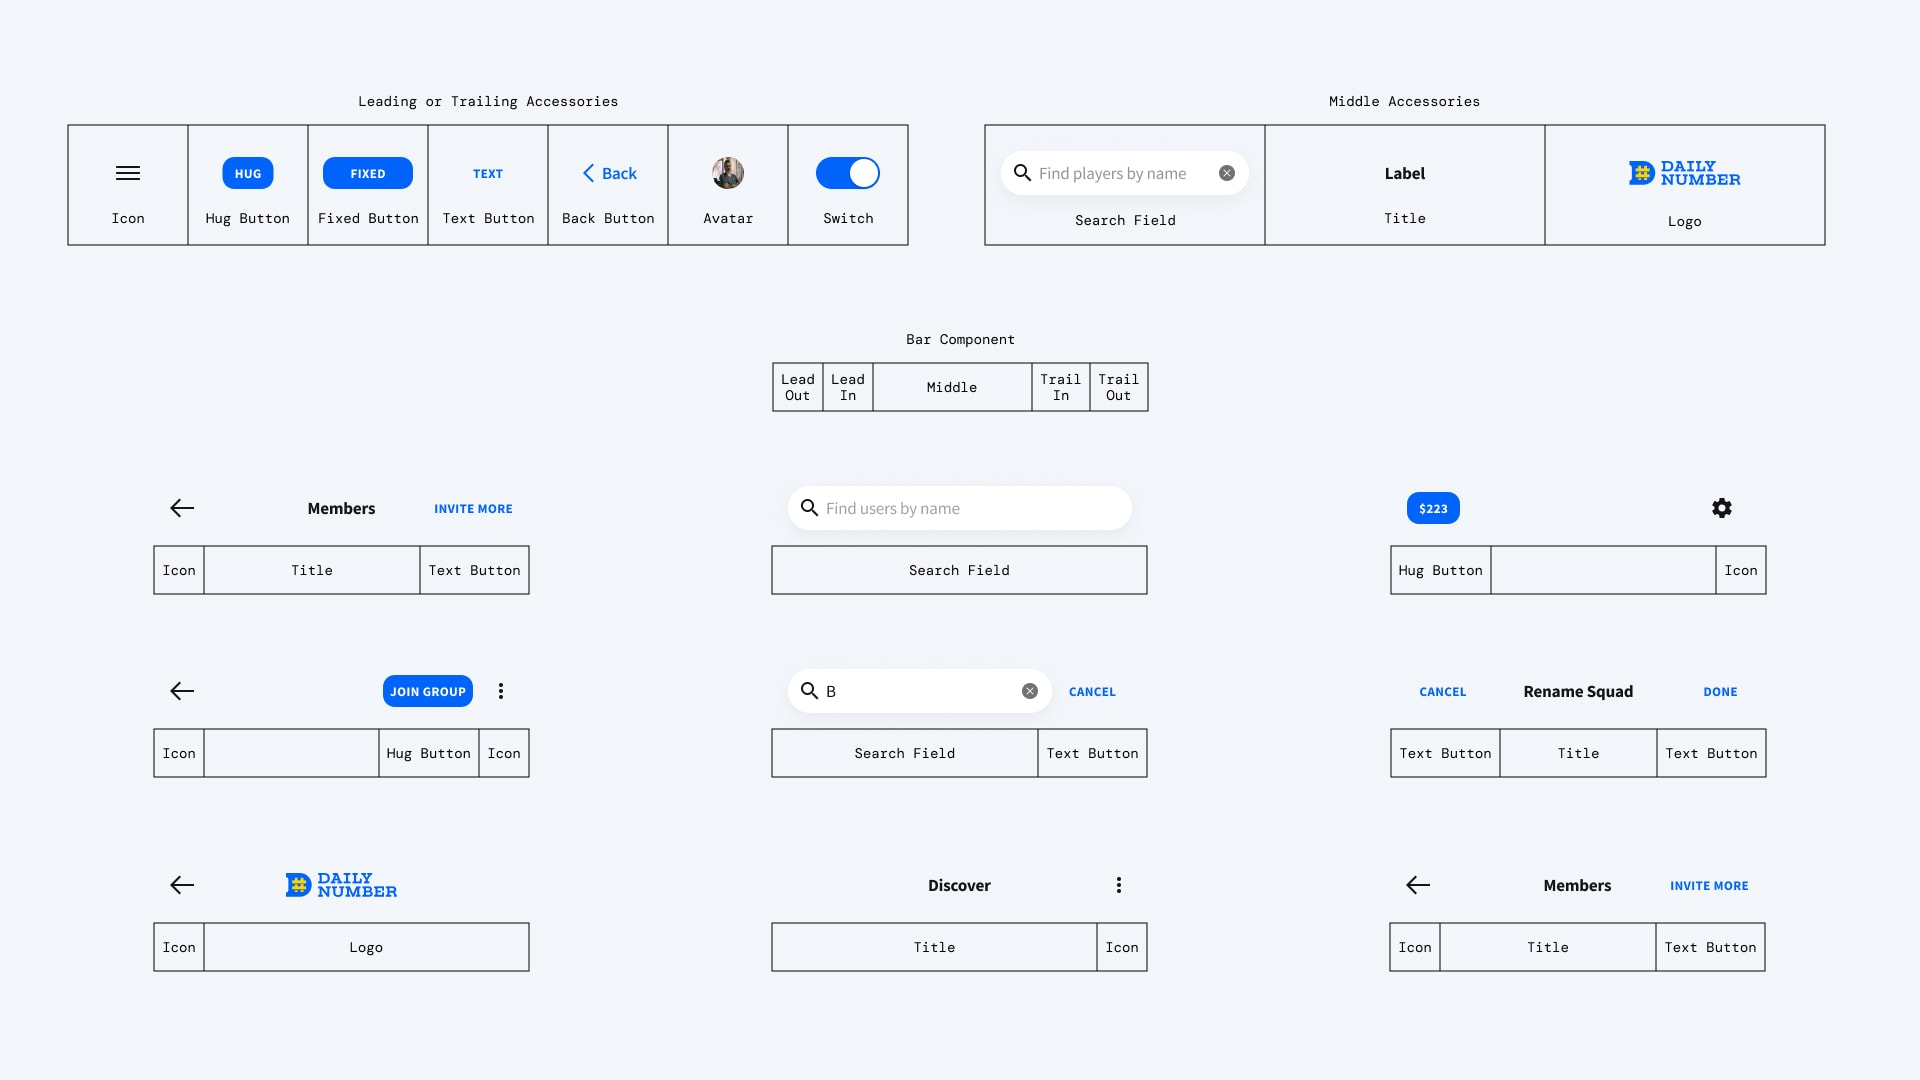 Leading or Trailing Accessories
Middle Accessories
HUG
FIXED
TEXT
Back
Icon
Hug Button
Fixed Button
Text Button
Back Button
Avatar
Switch
Find players by name
Search Field
Label
Title
DAILY
NUMBER
Logo
Bar Component
Lead
Out
Lead
In
Middle
Trail
In
Trail
Out
Members
INVITE MORE
Icon
Title
Text Button
Find users by name
Search Field
$223
Hug Button
Icon
JOIN GROUP
Icon
Hug Button
Icon
B
CANCEL
Search Field
Text Button
CANCEL
Rename Squad
DONE
Text Button
Title
Text Button
DAILY
NUMBER
Icon
Logo
Discover
Title
Icon
Members
INVITE MORE
Icon
Title
Text Button